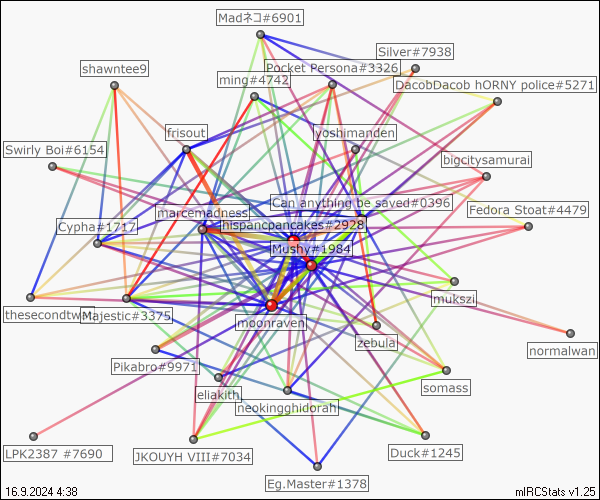 Madネコ#6901
Silver#7938
shawntee9
Pocket Persona#3326
ming#4742
DacobDacob hORNY police#5271
frisout
yoshimanden
Swirly Boi#6154
bigcitysamurai
Can anything be saved#0396
marcemadness
Fedora Stoat#4479
Cypha#1717
hispancpancakes#2928
Mushy#1984
thesecondtw
Majestic#3375
moonraven
mukszi
zebula
normalwan
Pikabro#9971
somass
eliakith
neokingghidorah
LPK2387 #7690
JKOUYH VIII#7034
Duck#1245
Eg.Master#1378
16.9.2024 4:38
mIRCStats v1.25